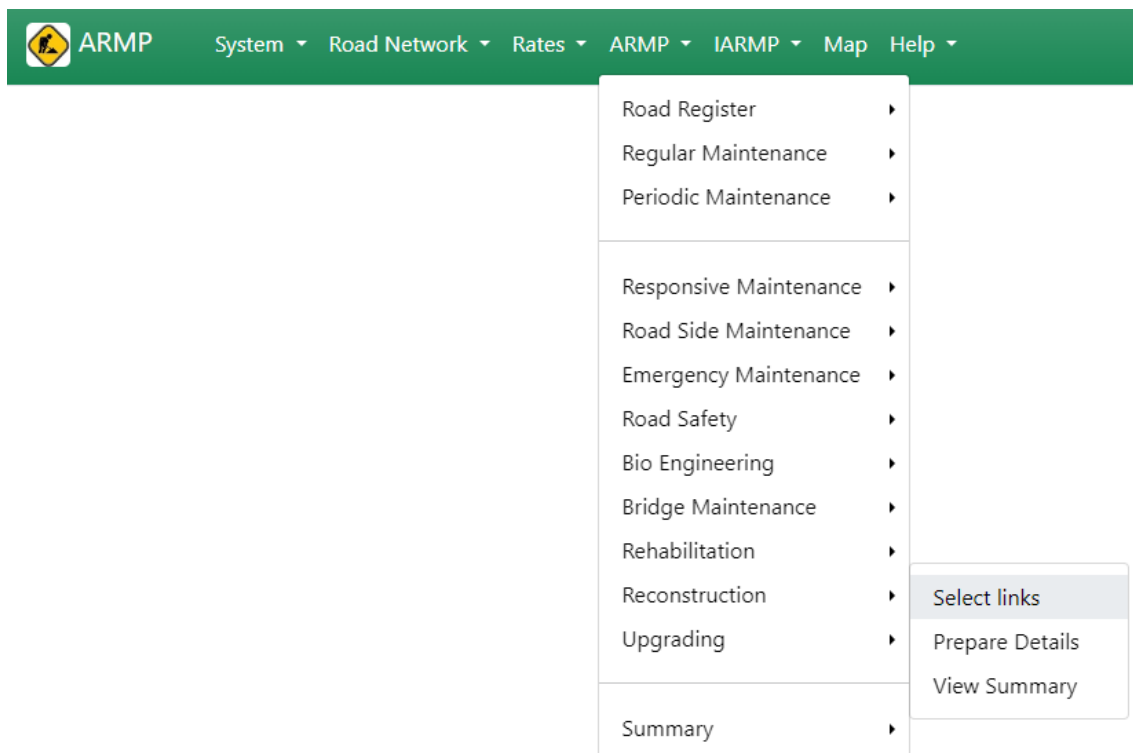 ARMP System Road Network Rates ARMP IARMP Map Help
Road Register
Regular Maintenance
Periodic Maintenance
Responsive Maintenance
Road Side Maintenance
Emergency Maintenance
Road Safety
Bio Engineering
Bridge Maintenance
Rehabilitation
Reconstruction
Upgrading
Summary
Select links
Prepare Details
View Summary